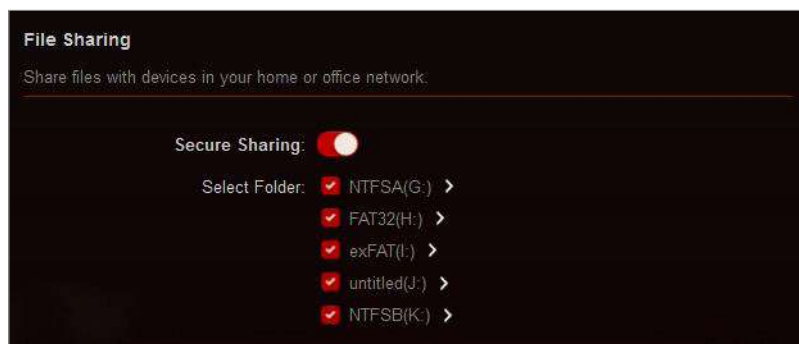 File Sharing
Share files with devices in your home or office network.
Secure Sharing:
Select Folder: NTFSA(G:)
FAT32(H:)
exFAT(I:)
untitled(J:)
NTFSB(K:)